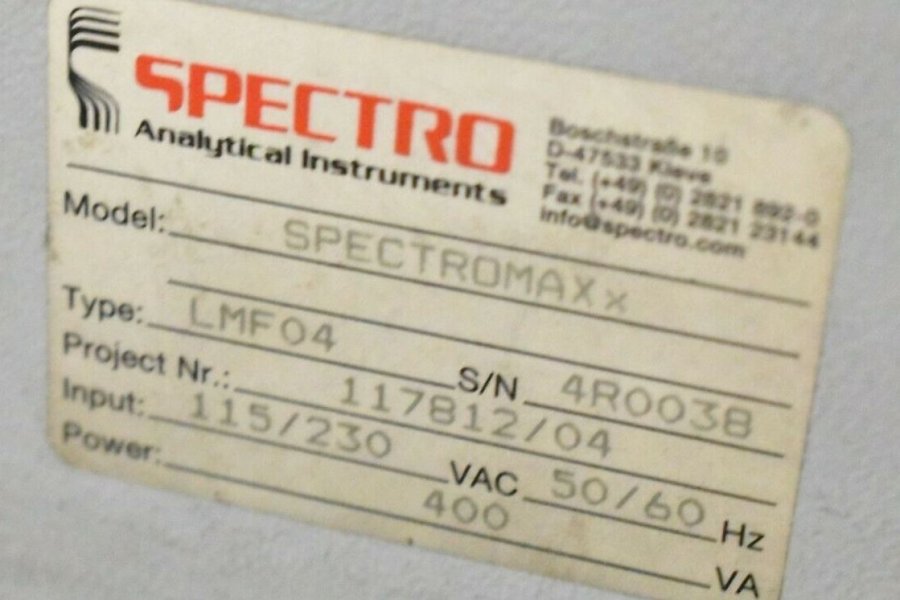 SPECTRO
Analytical Instruments
Boschstraße 10
D-47533 Kleve
Tel. (+49) (0) 2821 892-0
Fax (+49) (0) 2821 23144
info@spectro.com
Model: SPECTROMAXx
Type: LMF04 S/N 4R0038
Project Nr.: 117812/04
Input: 115/230 VAC 50/60 Hz
Power: 400 VA